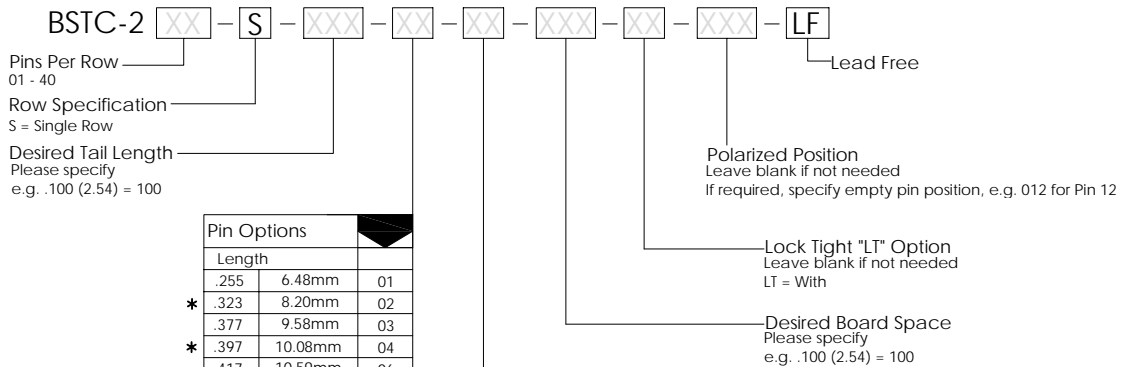 BSTC-2 XX - S - XXX - XX - XX - XXX - XX - XXX - LF
Pins Per Row
01 - 40
Row Specification
S = Single Row
Desired Tail Length
Please specify
e.g. .100 (2.54) = 100
Lead Free
Polarized Position
Leave blank if not needed
If required, specify empty pin position, e.g. 012 for Pin 12
Lock Tight "LT" Option
Leave blank if not needed
LT = With
Desired Board Space
Please specify
e.g. .100 (2.54) = 100
Pin Options
Length
.255 6.48mm 01
* .323 8.20mm 02
.377 9.58mm 03
* .397 10.08mm 04
.417 10.59mm 06